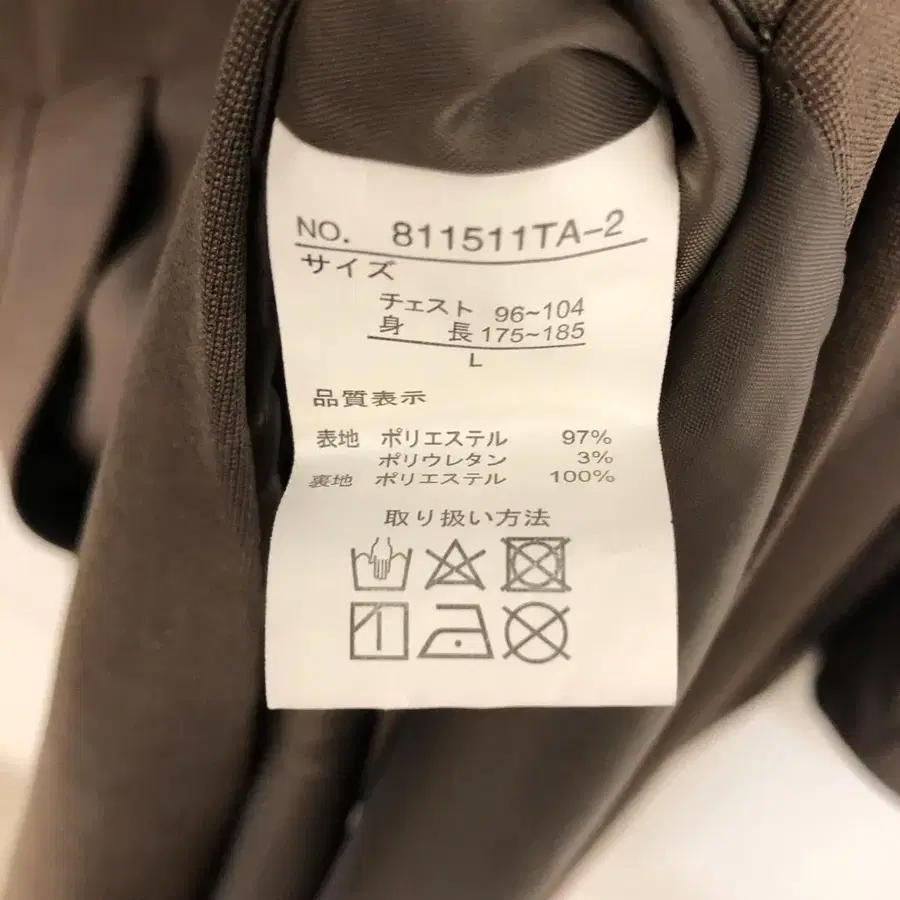 NO. 811511TA-2
サイズ
チェスト 96~104
身 長 175~185
L
品質表示
表地 ポリエステル 97%
ポリウレタン 3%
裏地 ポリエステル 100%
取り扱い方法